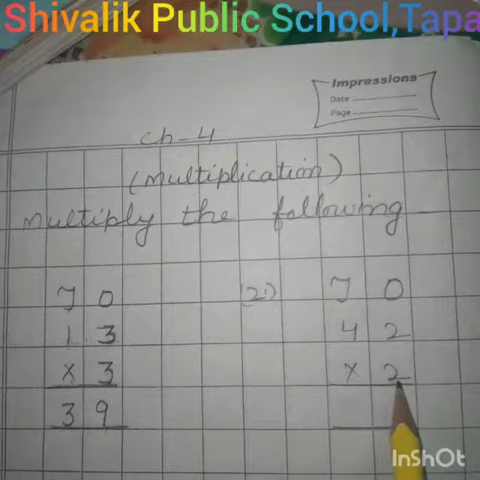 Shivalik Public School,Tapa
Impressions
Date
Page
Ch-4
(Multiplication)
Multiply the following
T O
1 3
x 3
3 9
(2.) T O
4 2
x 2
InShOt